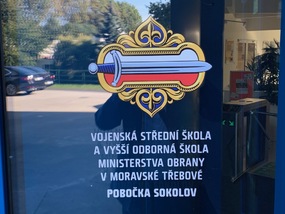 VOJENSKÁ STŘEDNÍ ŠKOLA
A VYŠŠÍ ODBORNÁ ŠKOLA
MINISTERSTVA OBRANY
V MORAVSKÉ TŘEBOVÉ
POBOČKA SOKOLOV